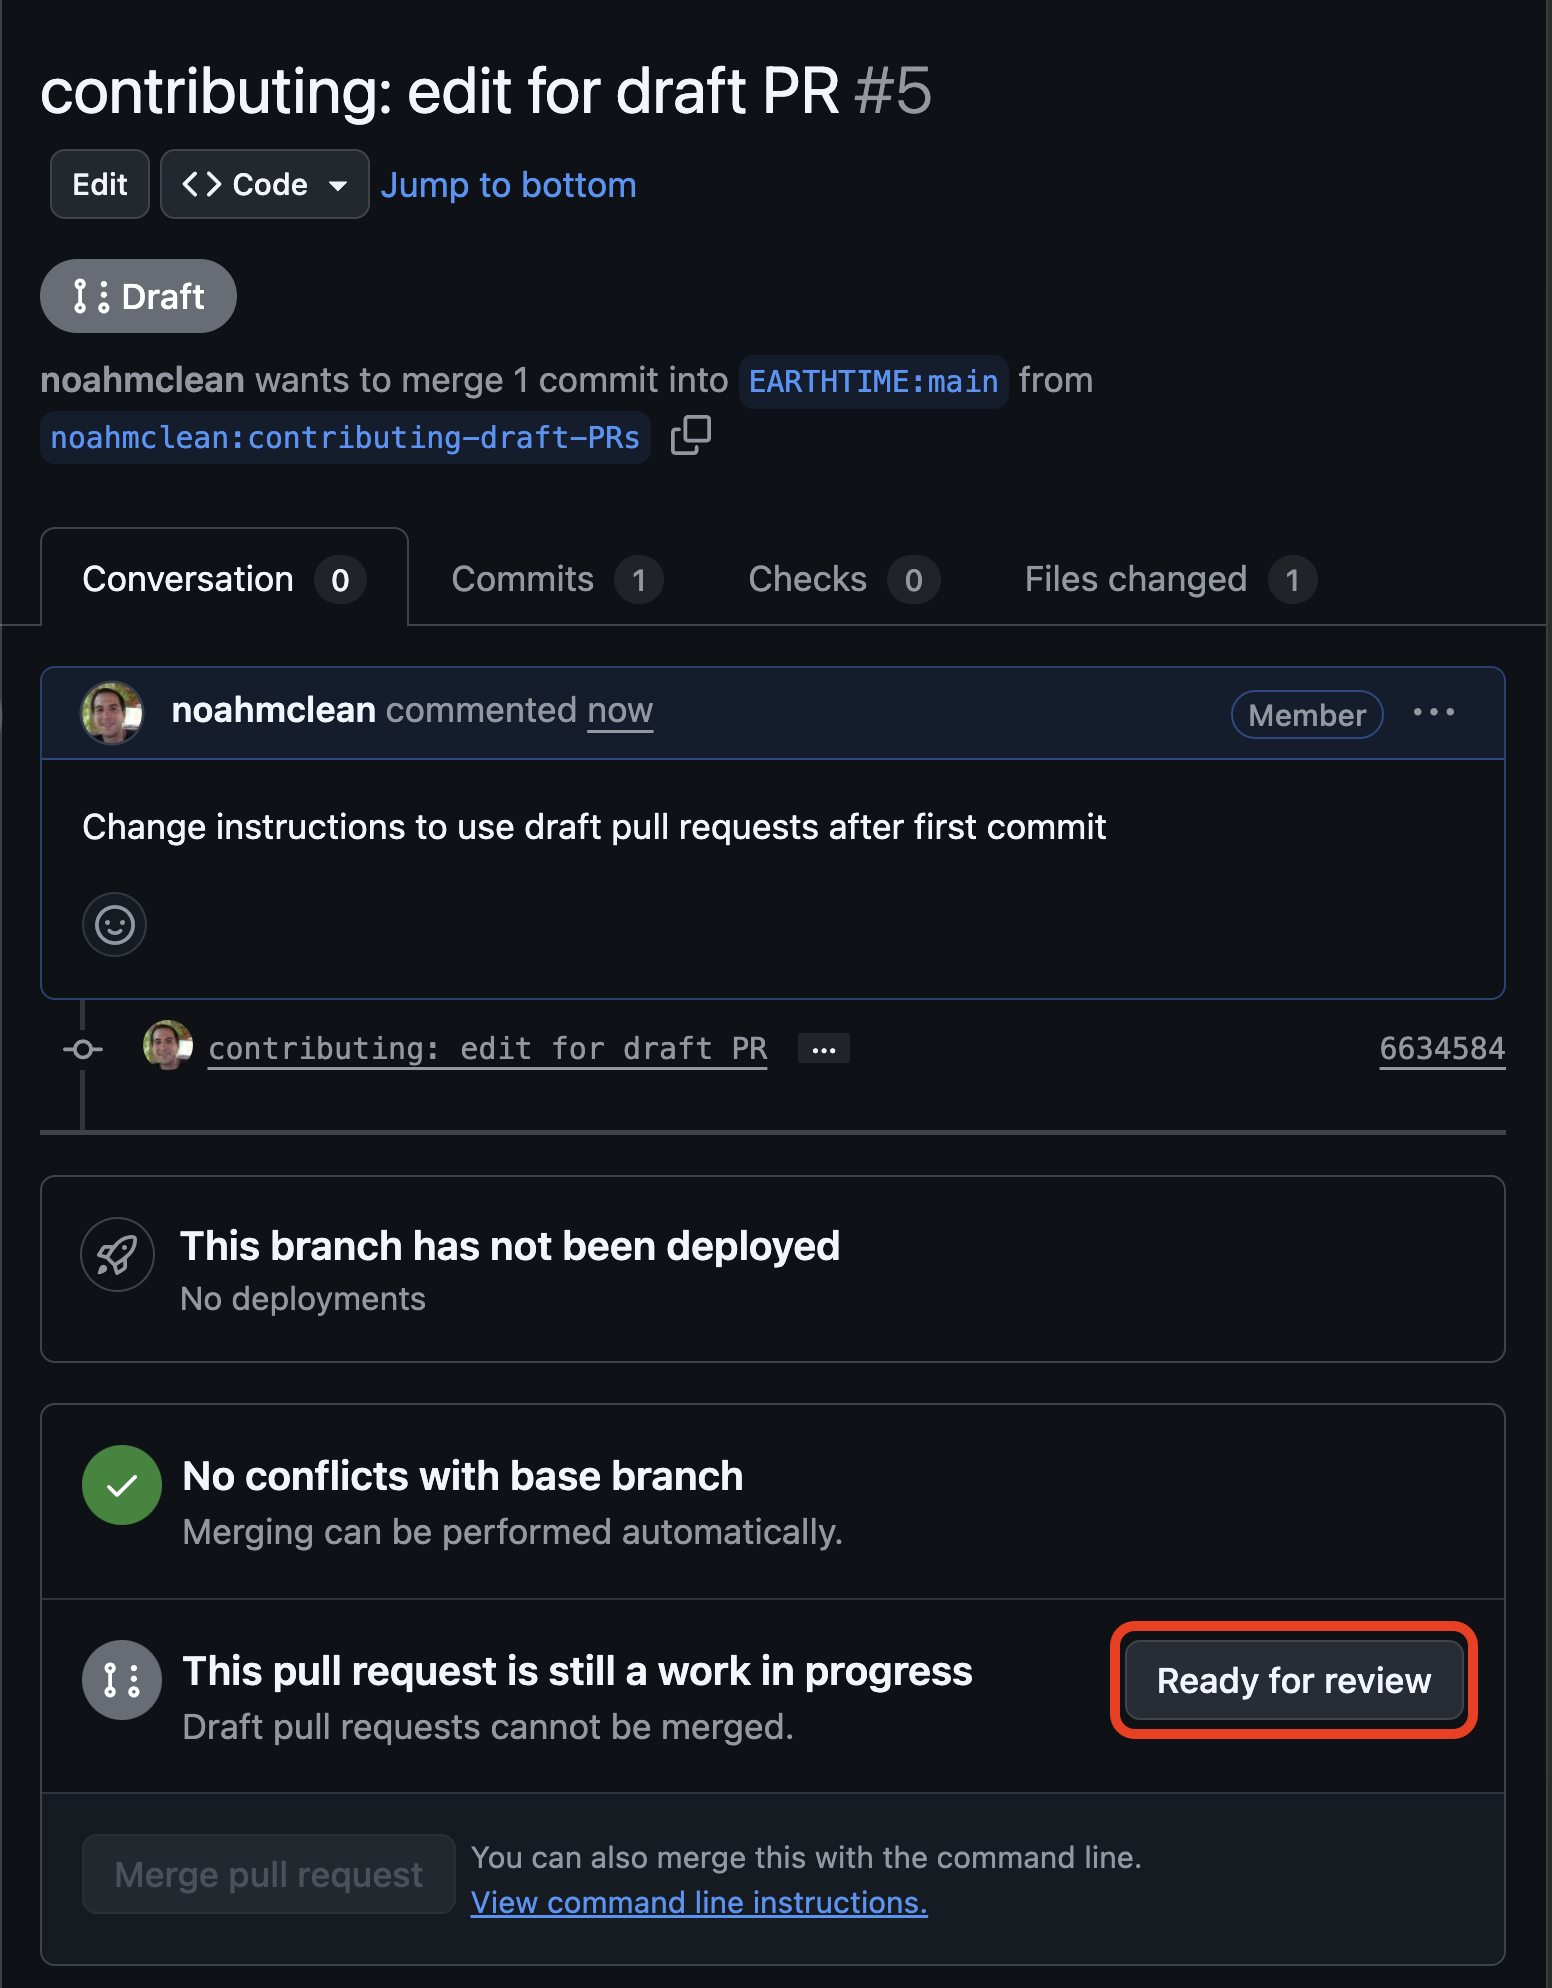 contributing: edit for draft PR #5
Edit
Code
Jump to bottom
Draft
noahmclean wants to merge 1 commit into EARTHTIME:main from
noahmclean:contributing-draft-PRs
Conversation 0
Commits 1
Checks 0
Files changed 1
noahmclean commented now
Member
Change instructions to use draft pull requests after first commit
contributing: edit for draft PR
6634584
This branch has not been deployed
No deployments
No conflicts with base branch
Merging can be performed automatically.
This pull request is still a work in progress
Draft pull requests cannot be merged.
Ready for review
Merge pull request
You can also merge this with the command line.
View command line instructions.